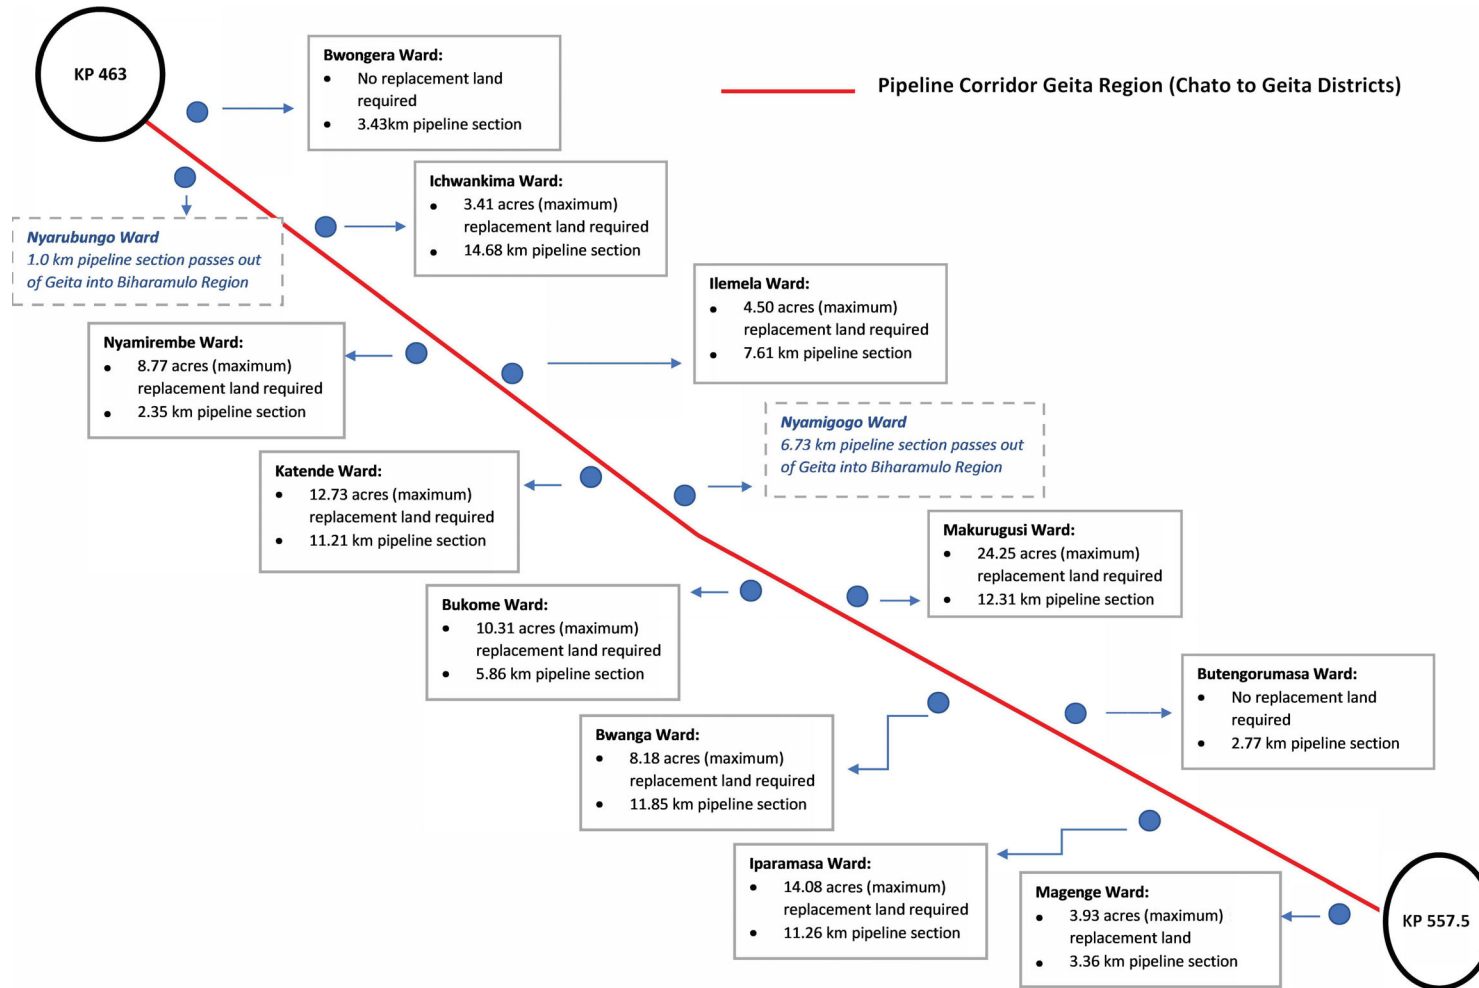 KP 463
Pipeline Corridor Geita Region (Chato to Geita Districts)
Bwongera Ward:
• No replacement land
required
• 3.43km pipeline section
Ichwankima Ward:
• 3.41 acres (maximum)
replacement land required
• 14.68 km pipeline section
Nyarubungo Ward
1.0 km pipeline section passes out
of Geita into Biharamulo Region
Ilemela Ward:
• 4.50 acres (maximum)
replacement land required
• 7.61 km pipeline section
Nyamirembe Ward:
• 8.77 acres (maximum)
replacement land required
• 2.35 km pipeline section
Nyamigogo Ward
6.73 km pipeline section passes out
of Geita into Biharamulo Region
Katende Ward:
• 12.73 acres (maximum)
replacement land required
• 11.21 km pipeline section
Makurugusi Ward:
• 24.25 acres (maximum)
replacement land required
• 12.31 km pipeline section
Bukome Ward:
• 10.31 acres (maximum)
replacement land required
• 5.86 km pipeline section
Butengorumasa Ward:
• No replacement land
required
• 2.77 km pipeline section
Bwanga Ward:
• 8.18 acres (maximum)
replacement land required
• 11.85 km pipeline section
Iparamasa Ward:
• 14.08 acres (maximum)
replacement land required
• 11.26 km pipeline section
Magenge Ward:
• 3.93 acres (maximum)
replacement land
• 3.36 km pipeline section
KP 557.5